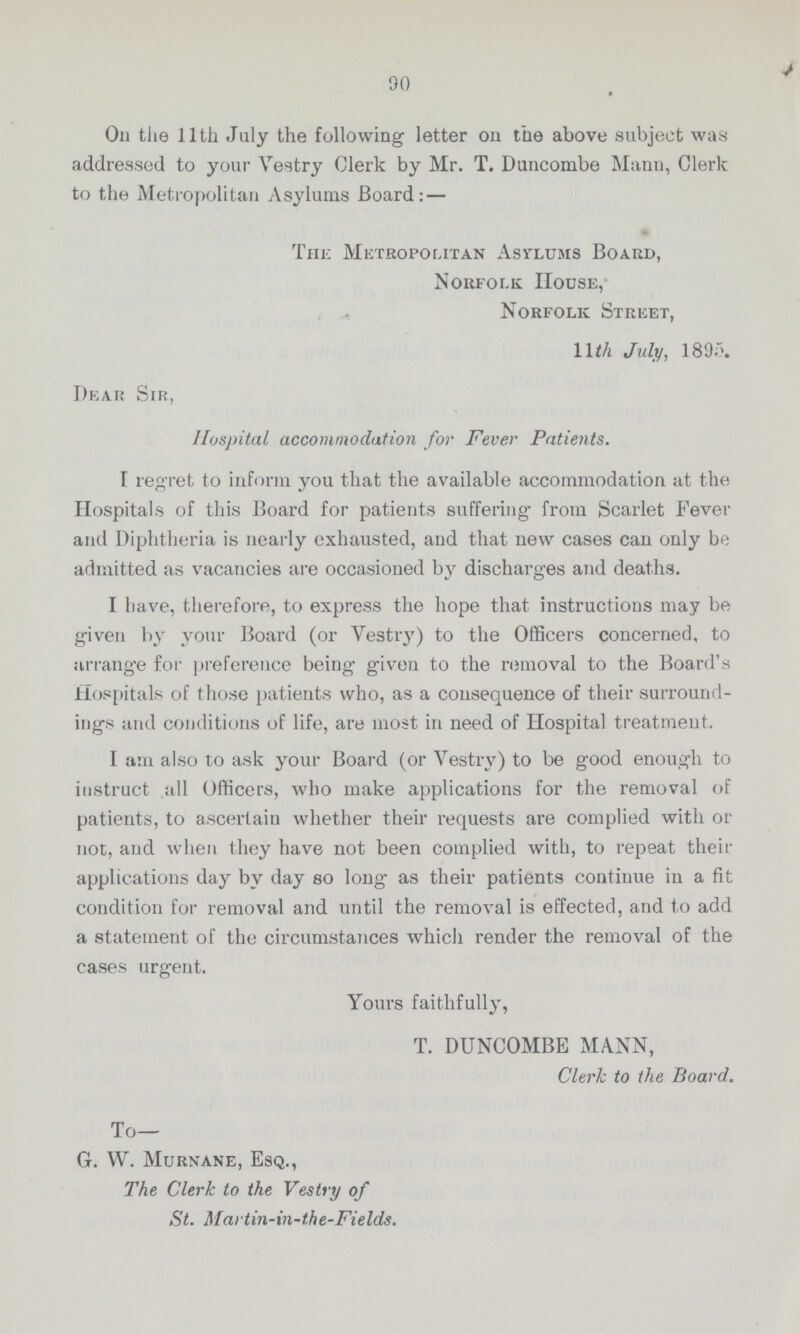 90
On the 11th July the following letter on the above subject was
addressed to your Vestry Clerk by Mr. T. Duncombe Mann, Clerk
to the Metropolitan Asylums Board:—
The Metropolitan Asylums Board,
Norfolk House,
Norfolk Street,
11th July, 1895.
Dear Sir,
Hospital accommodation for Fever Patients.
I regret to inform you that the available accommodation at the
Hospitals of this Board for patients suffering from Scarlet Fever
and Diphtheria is nearly exhausted, and that new cases can only be
admitted as vacancies are occasioned by discharges and deaths.
I have, therefore, to express the hope that instructions may be
given by your Board (or Vestry) to the Officers concerned, to
arrange for preference being given to the removal to the Board's
Hospitals of those patients who, as a consequence of their surround-
ings and conditions of life, are most in need of Hospital treatment.
I am also to ask your Board (or Vestry) to be good enough to
instruct all Officers, who make applications for the removal of
patients, to ascertain whether their requests are complied with or
not, and when they have not been complied with, to repeat their
applications day by day so long as their patients continue in a fit
condition for removal and until the removal is effected, and to add
a statement of the circumstances which render the removal of the
cases urgent.
Yours faithfully,
T. DUNCOMBE MANN,
Clerk to the Board.
To—
G. W. Murnane, Esq.,
The Clerk to the Vestry of
St. Martin-in-the-Fields.